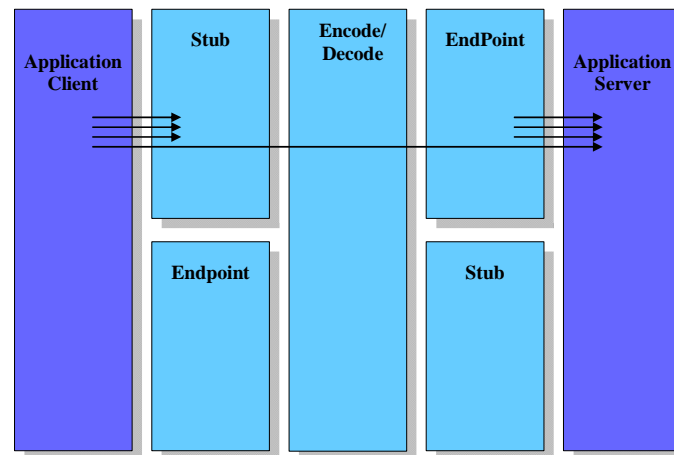 Application
Client
Stub
Encode/
Decode
EndPoint
Application
Server
Endpoint
Stub